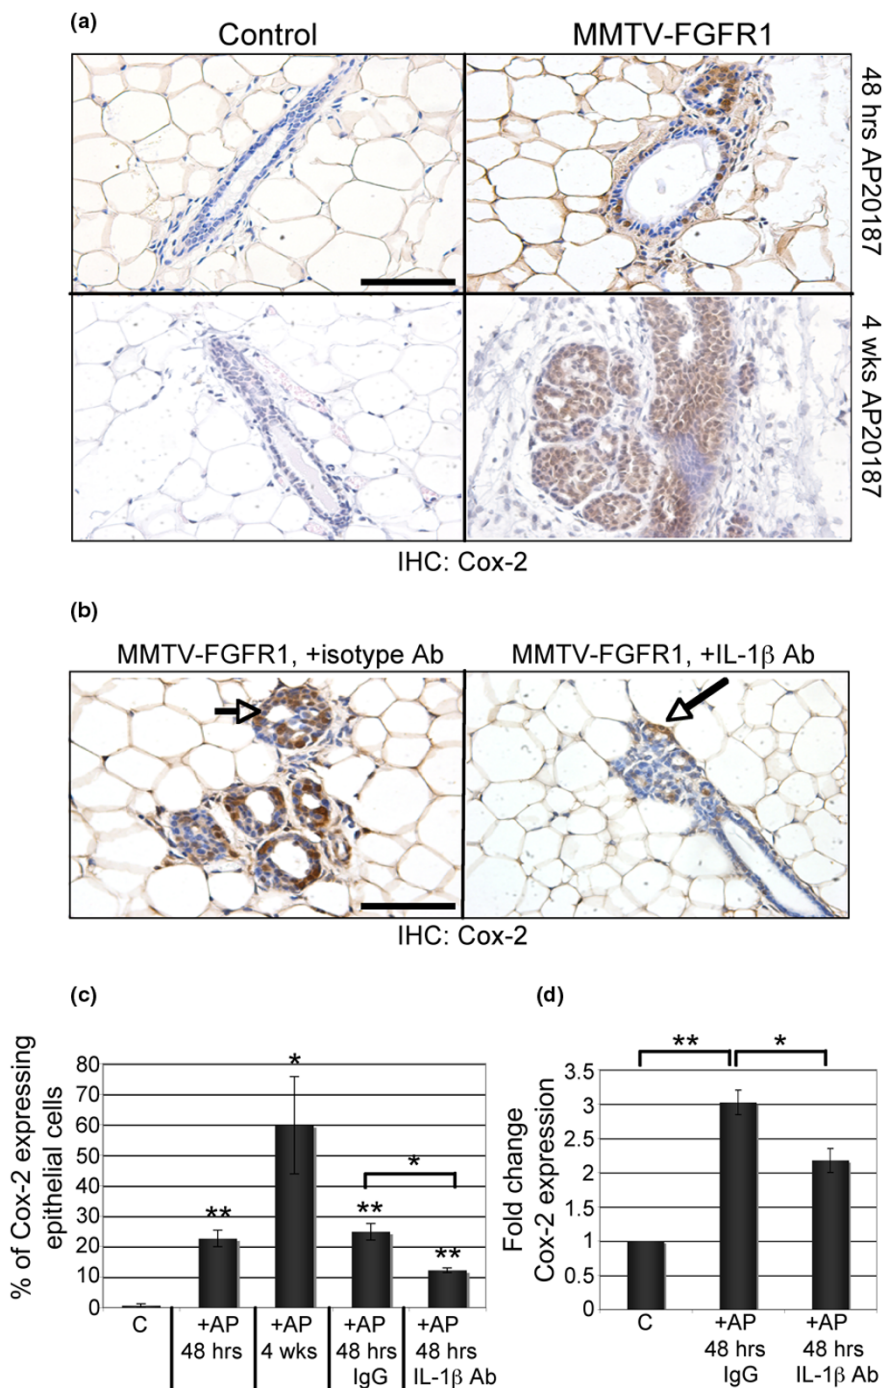 (a)
Control
MMTV-FGFR1
48 hrs AP20187
4 wks AP20187
IHC: Cox-2
(b)
MMTV-FGFR1, +isotype Ab
MMTV-FGFR1, +IL-1β Ab
IHC: Cox-2
(c)
% of Cox-2 expressing
epithelial cells
80
70
60
50
40
30
20
10
0
**
*
**
*
**
C
+AP
48 hrs
+AP
4 wks
+AP
48 hrs
IgG
+AP
48 hrs
IL-1β Ab
(d)
Fold change
Cox-2 expression
**
*
3.5
3
2.5
2
1.5
1
0.5
0
C
+AP
48 hrs
IgG
+AP
48 hrs
IL-1β Ab